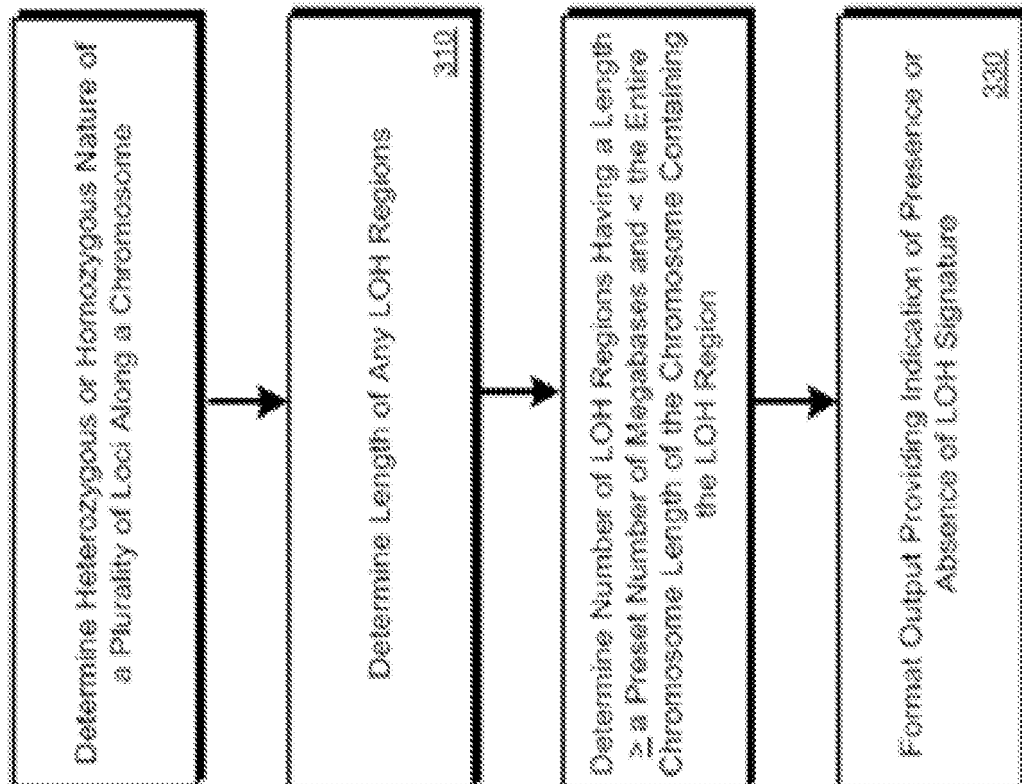 Determine Heterozygous or Homozygous Nature of
a Plurality of Loci Along a Chromosome
Determine Length of Any LOH Regions
310
Determine Number of LOH Regions Having a Length
≥ a Preset Number of Megabases and < the Entire
Chromosome Length of the Chromosome Containing
the LOH Region
Format Output Providing Indication of Presence or
Absence of LOH Signature
330